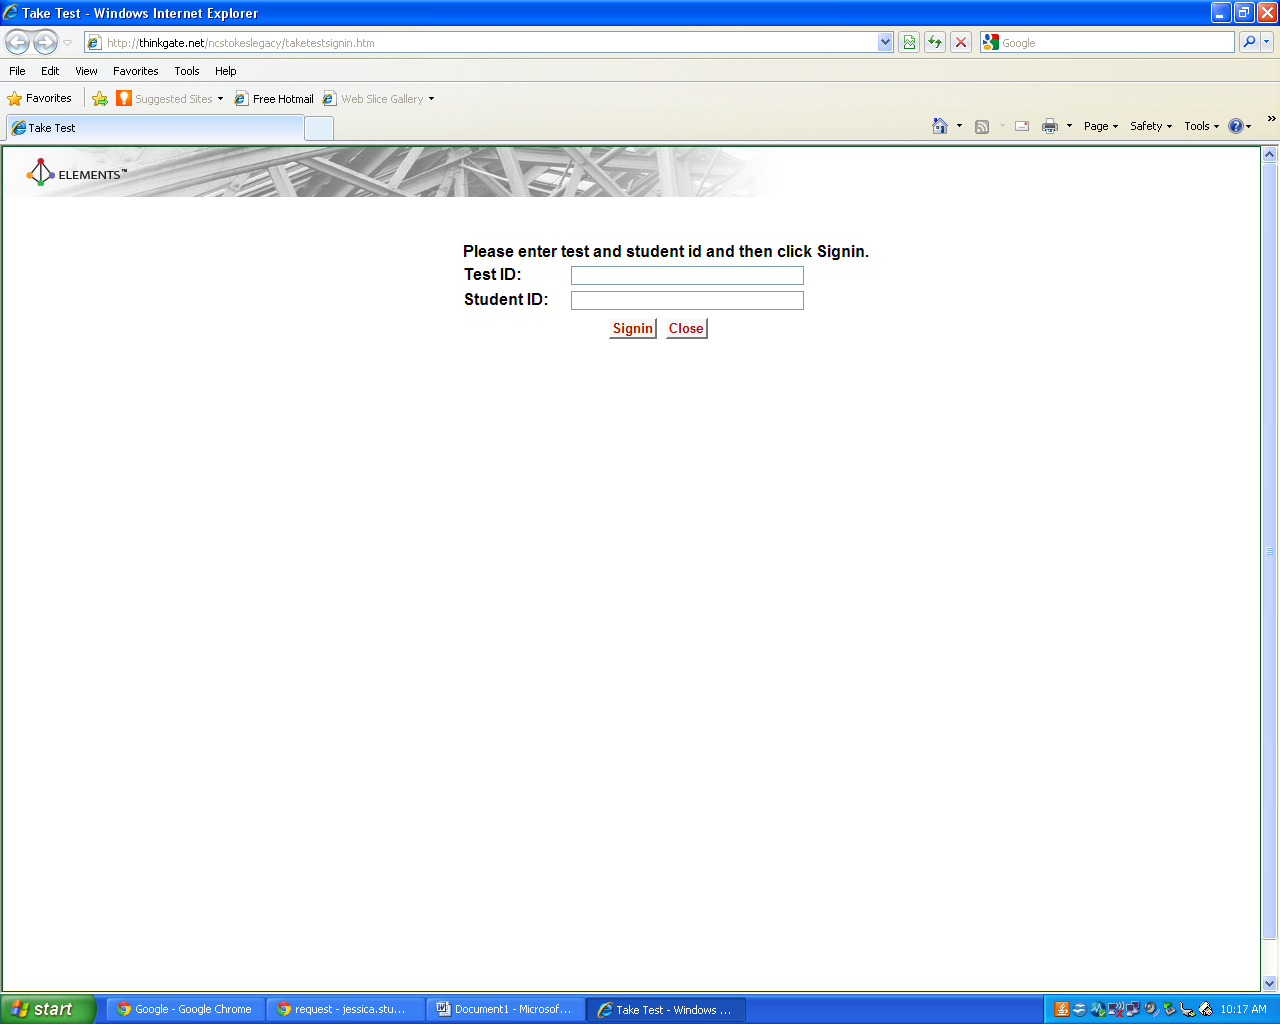 Take Test - Windows Internet Explorer
http://thinkgate.net/ncstokeslegacy/taketestsignin.htm
Google
File Edit View Favorites Tools Help
Favorites Suggested Sites Free Hotmail Web Slice Gallery
Take Test
Page Safety Tools
ELEMENTS™
Please enter test and student id and then click Signin.
Test ID:
Student ID:
Signin Close
start Google - Google Chrome request - jessica.stu... Document1 - Microsof... Take Test - Windows ... 10:17 AM